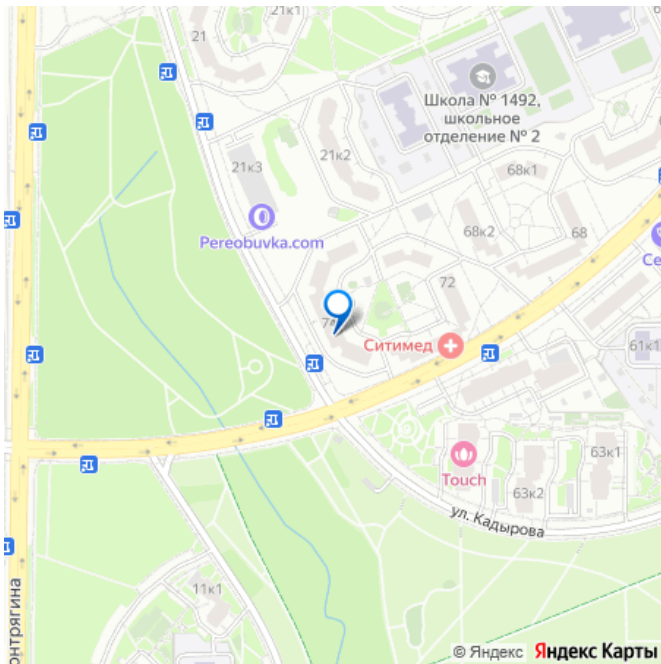 21к1
21
Школа № 1492,
школьное
отделение № 2
21к3
21к2
68к1
Pereobuvka.com
68к2
68
72
Ситимед
61к1
Touch
63к1
63к2
ул. Кадырова
11к1
© Яндекс
Яндекс Карты